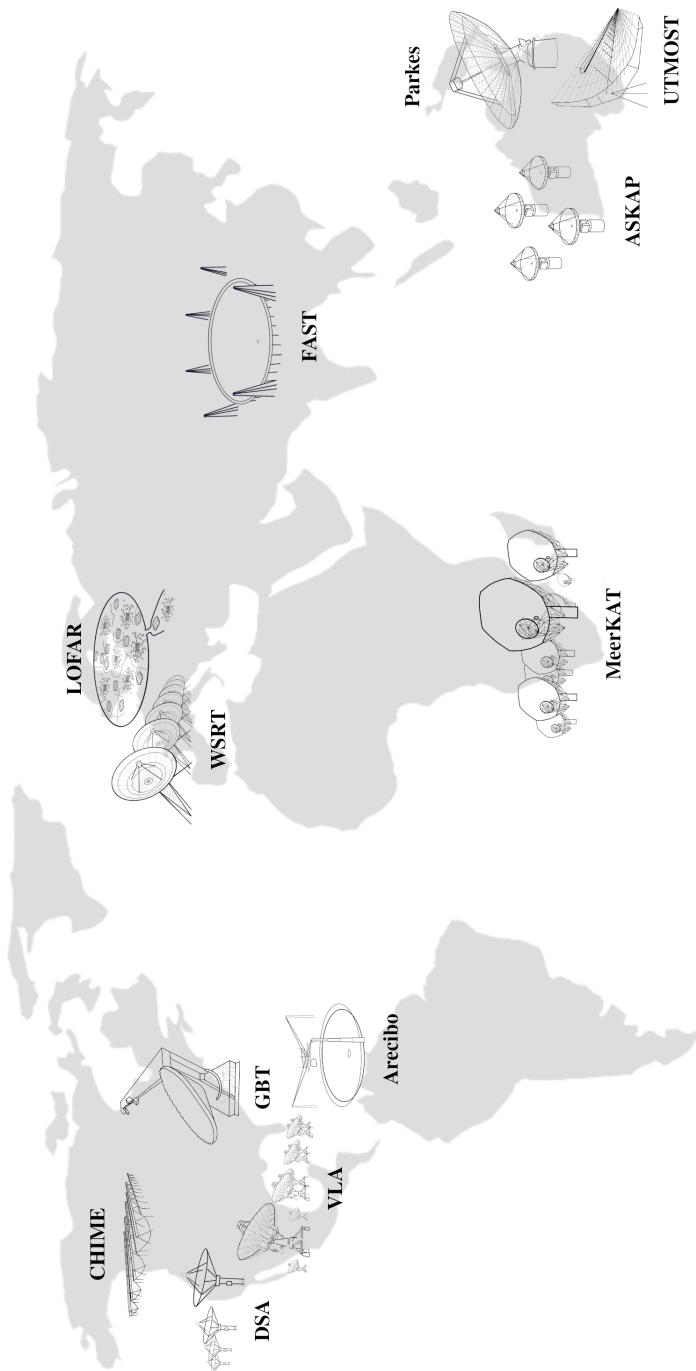 CHIME
DSA
VLA
GBT
Arecibo
LOFAR
WSRT
MeerKAT
FAST
ASKAP
Parkes
UTMOST